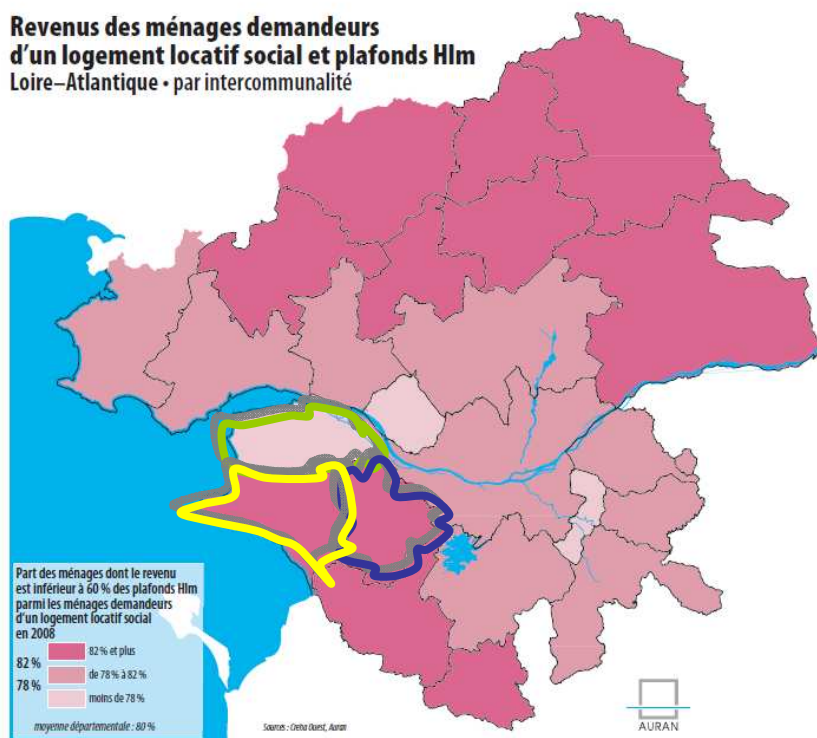 Revenus des ménages demandeurs
d'un logement locatif social et plafonds Hlm
Loire–Atlantique • par intercommunalité
Part des ménages dont le revenu
est inférieur à 60 % des plafonds Hlm
parmi les ménages demandeurs
d'un logement locatif social
en 2008
82 % et plus
82 %
de 78 % à 82 %
78 %
moins de 78 %
moyenne départementale : 80 %
Sources : Creha Ouest, Auran
AURAN